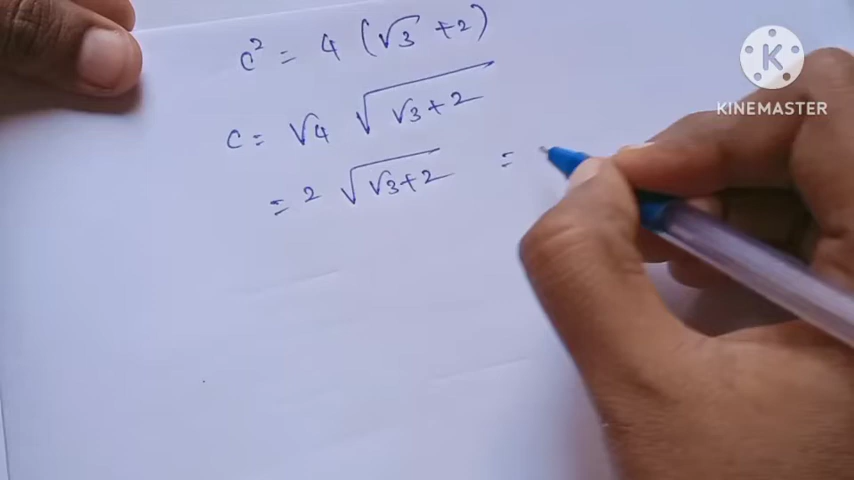 c² = 4 (√3 +2)
c = √4 √(√3+2)
= 2 √(√3+2) =
KINEMASTER